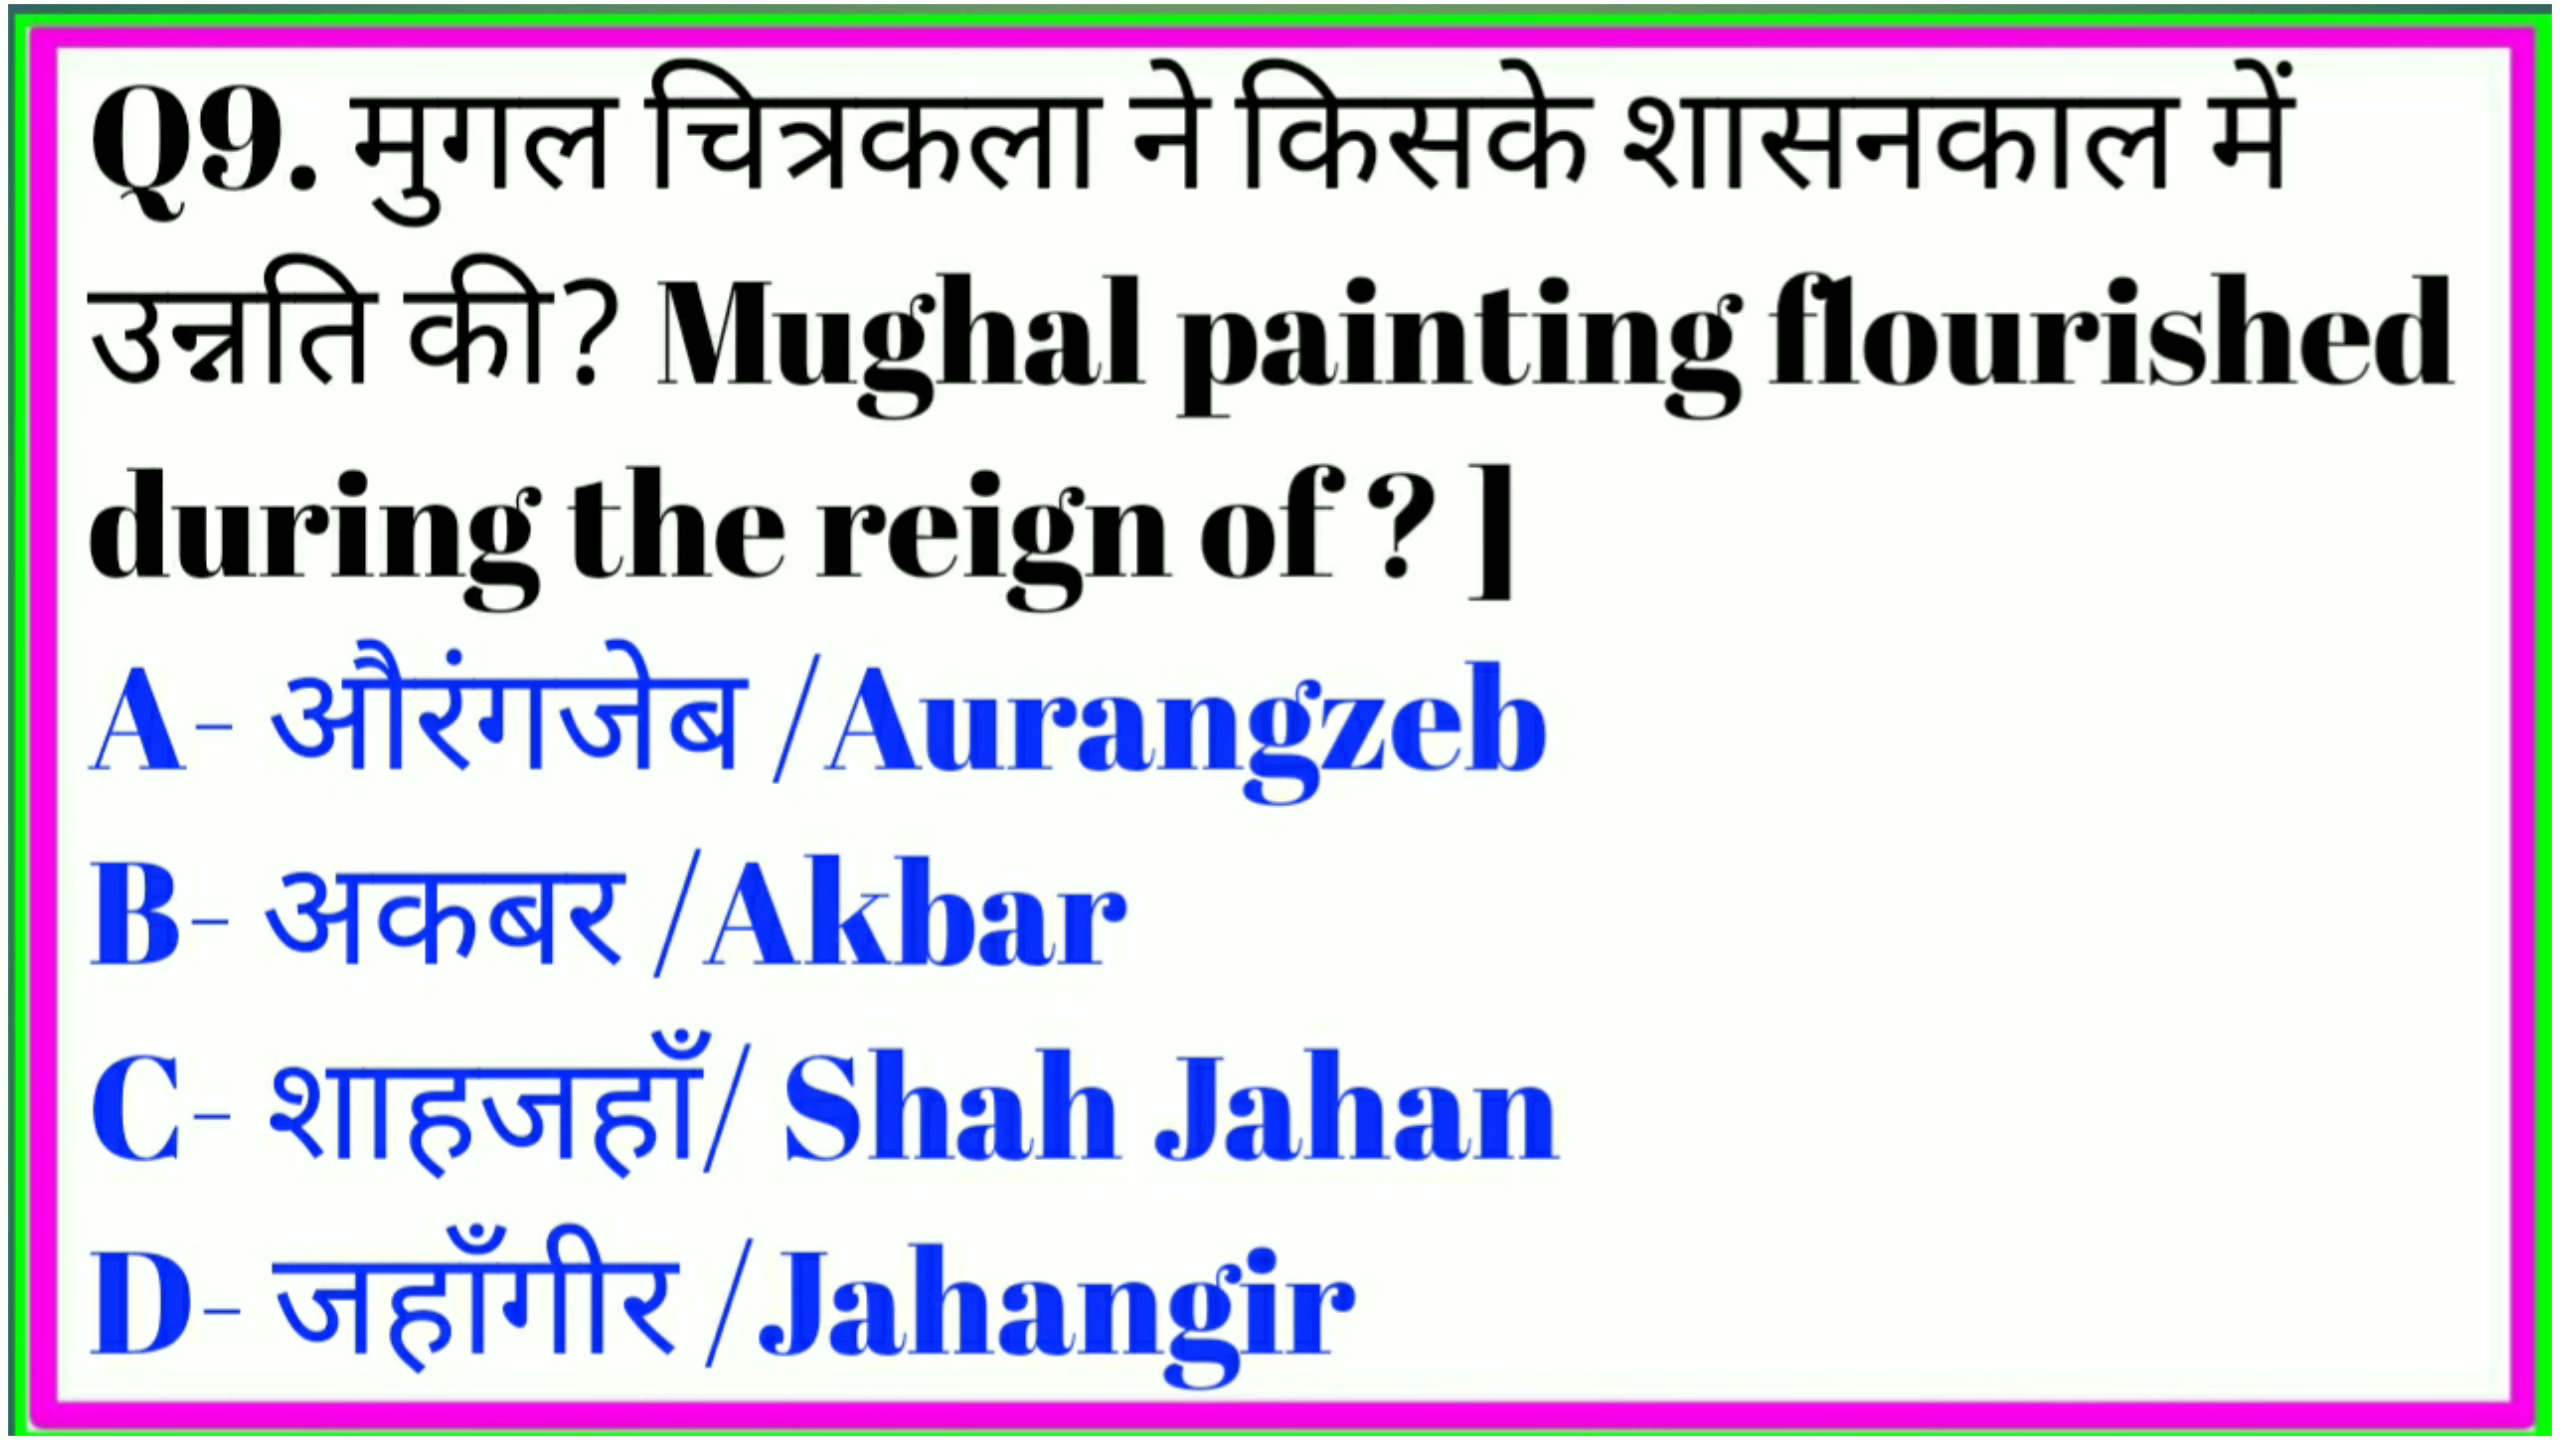 Q9. मुगल चित्रकला ने किसके शासनकाल में
उन्नति की? Mughal painting flourished
during the reign of ? ]
A- औरंगजेब /Aurangzeb
B- अकबर /Akbar
C- शाहजहाँ/ Shah Jahan
D- जहाँगीर /Jahangir